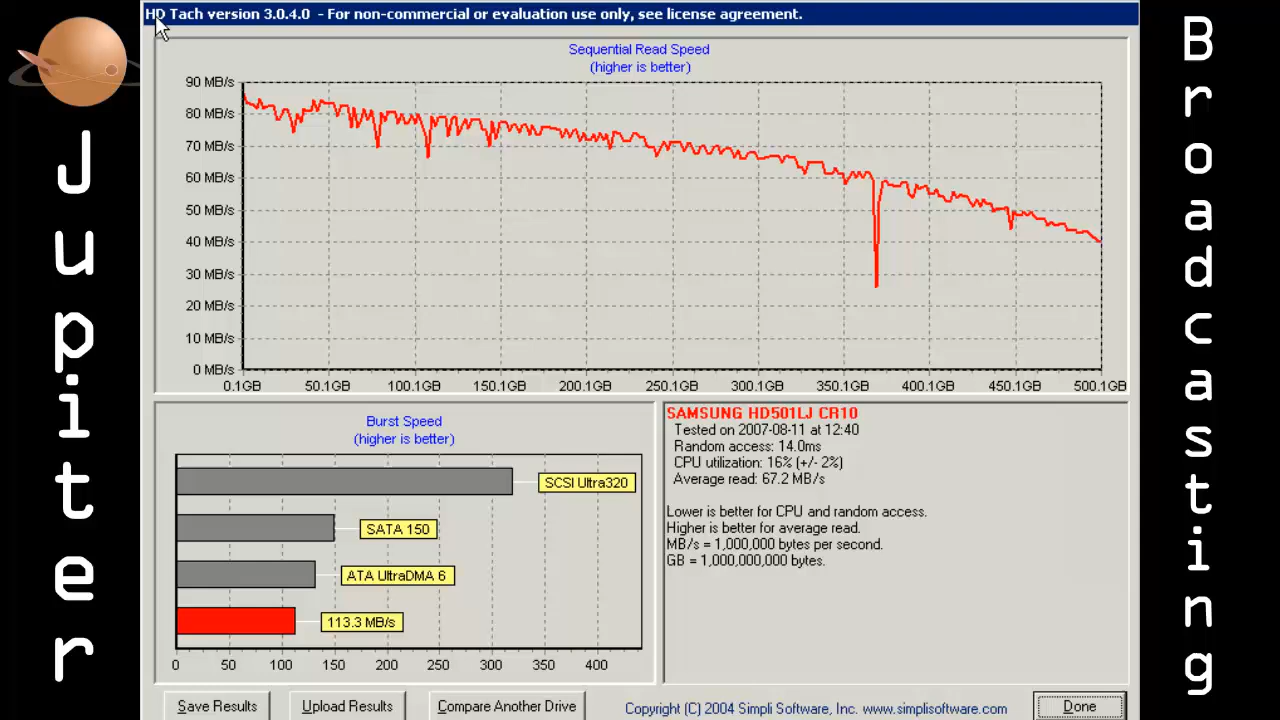 HD Tach version 3.0.4.0 - For non-commercial or evaluation use only, see license agreement.
Jupiter
Broadcasting
Sequential Read Speed
(higher is better)
90 MB/s
80 MB/s
70 MB/s
60 MB/s
50 MB/s
40 MB/s
30 MB/s
20 MB/s
10 MB/s
0 MB/s
0.1GB 50.1GB 100.1GB 150.1GB 200.1GB 250.1GB 300.1GB 350.1GB 400.1GB 450.1GB 500.1GB
Burst Speed
(higher is better)
SCSI Ultra320
SATA 150
ATA UltraDMA 6
113.3 MB/s
0 50 100 150 200 250 300 350 400
SAMSUNG HD501LJ CR10
Tested on 2007-08-11 at 12:40
Random access: 14.0ms
CPU utilization: 16% (+/- 2%)
Average read: 67.2 MB/s
Lower is better for CPU and random access.
Higher is better for average read.
MB/s = 1,000,000 bytes per second.
GB = 1,000,000,000 bytes.
Save Results
Upload Results
Compare Another Drive
Copyright (C) 2004 Simpli Software, Inc. www.simplisoftware.com
Done